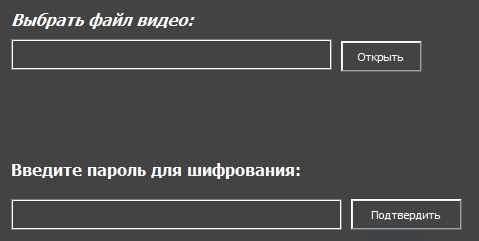 Выбрать файл видео:
Открыть
Введите пароль для шифрования:
Подтвердить